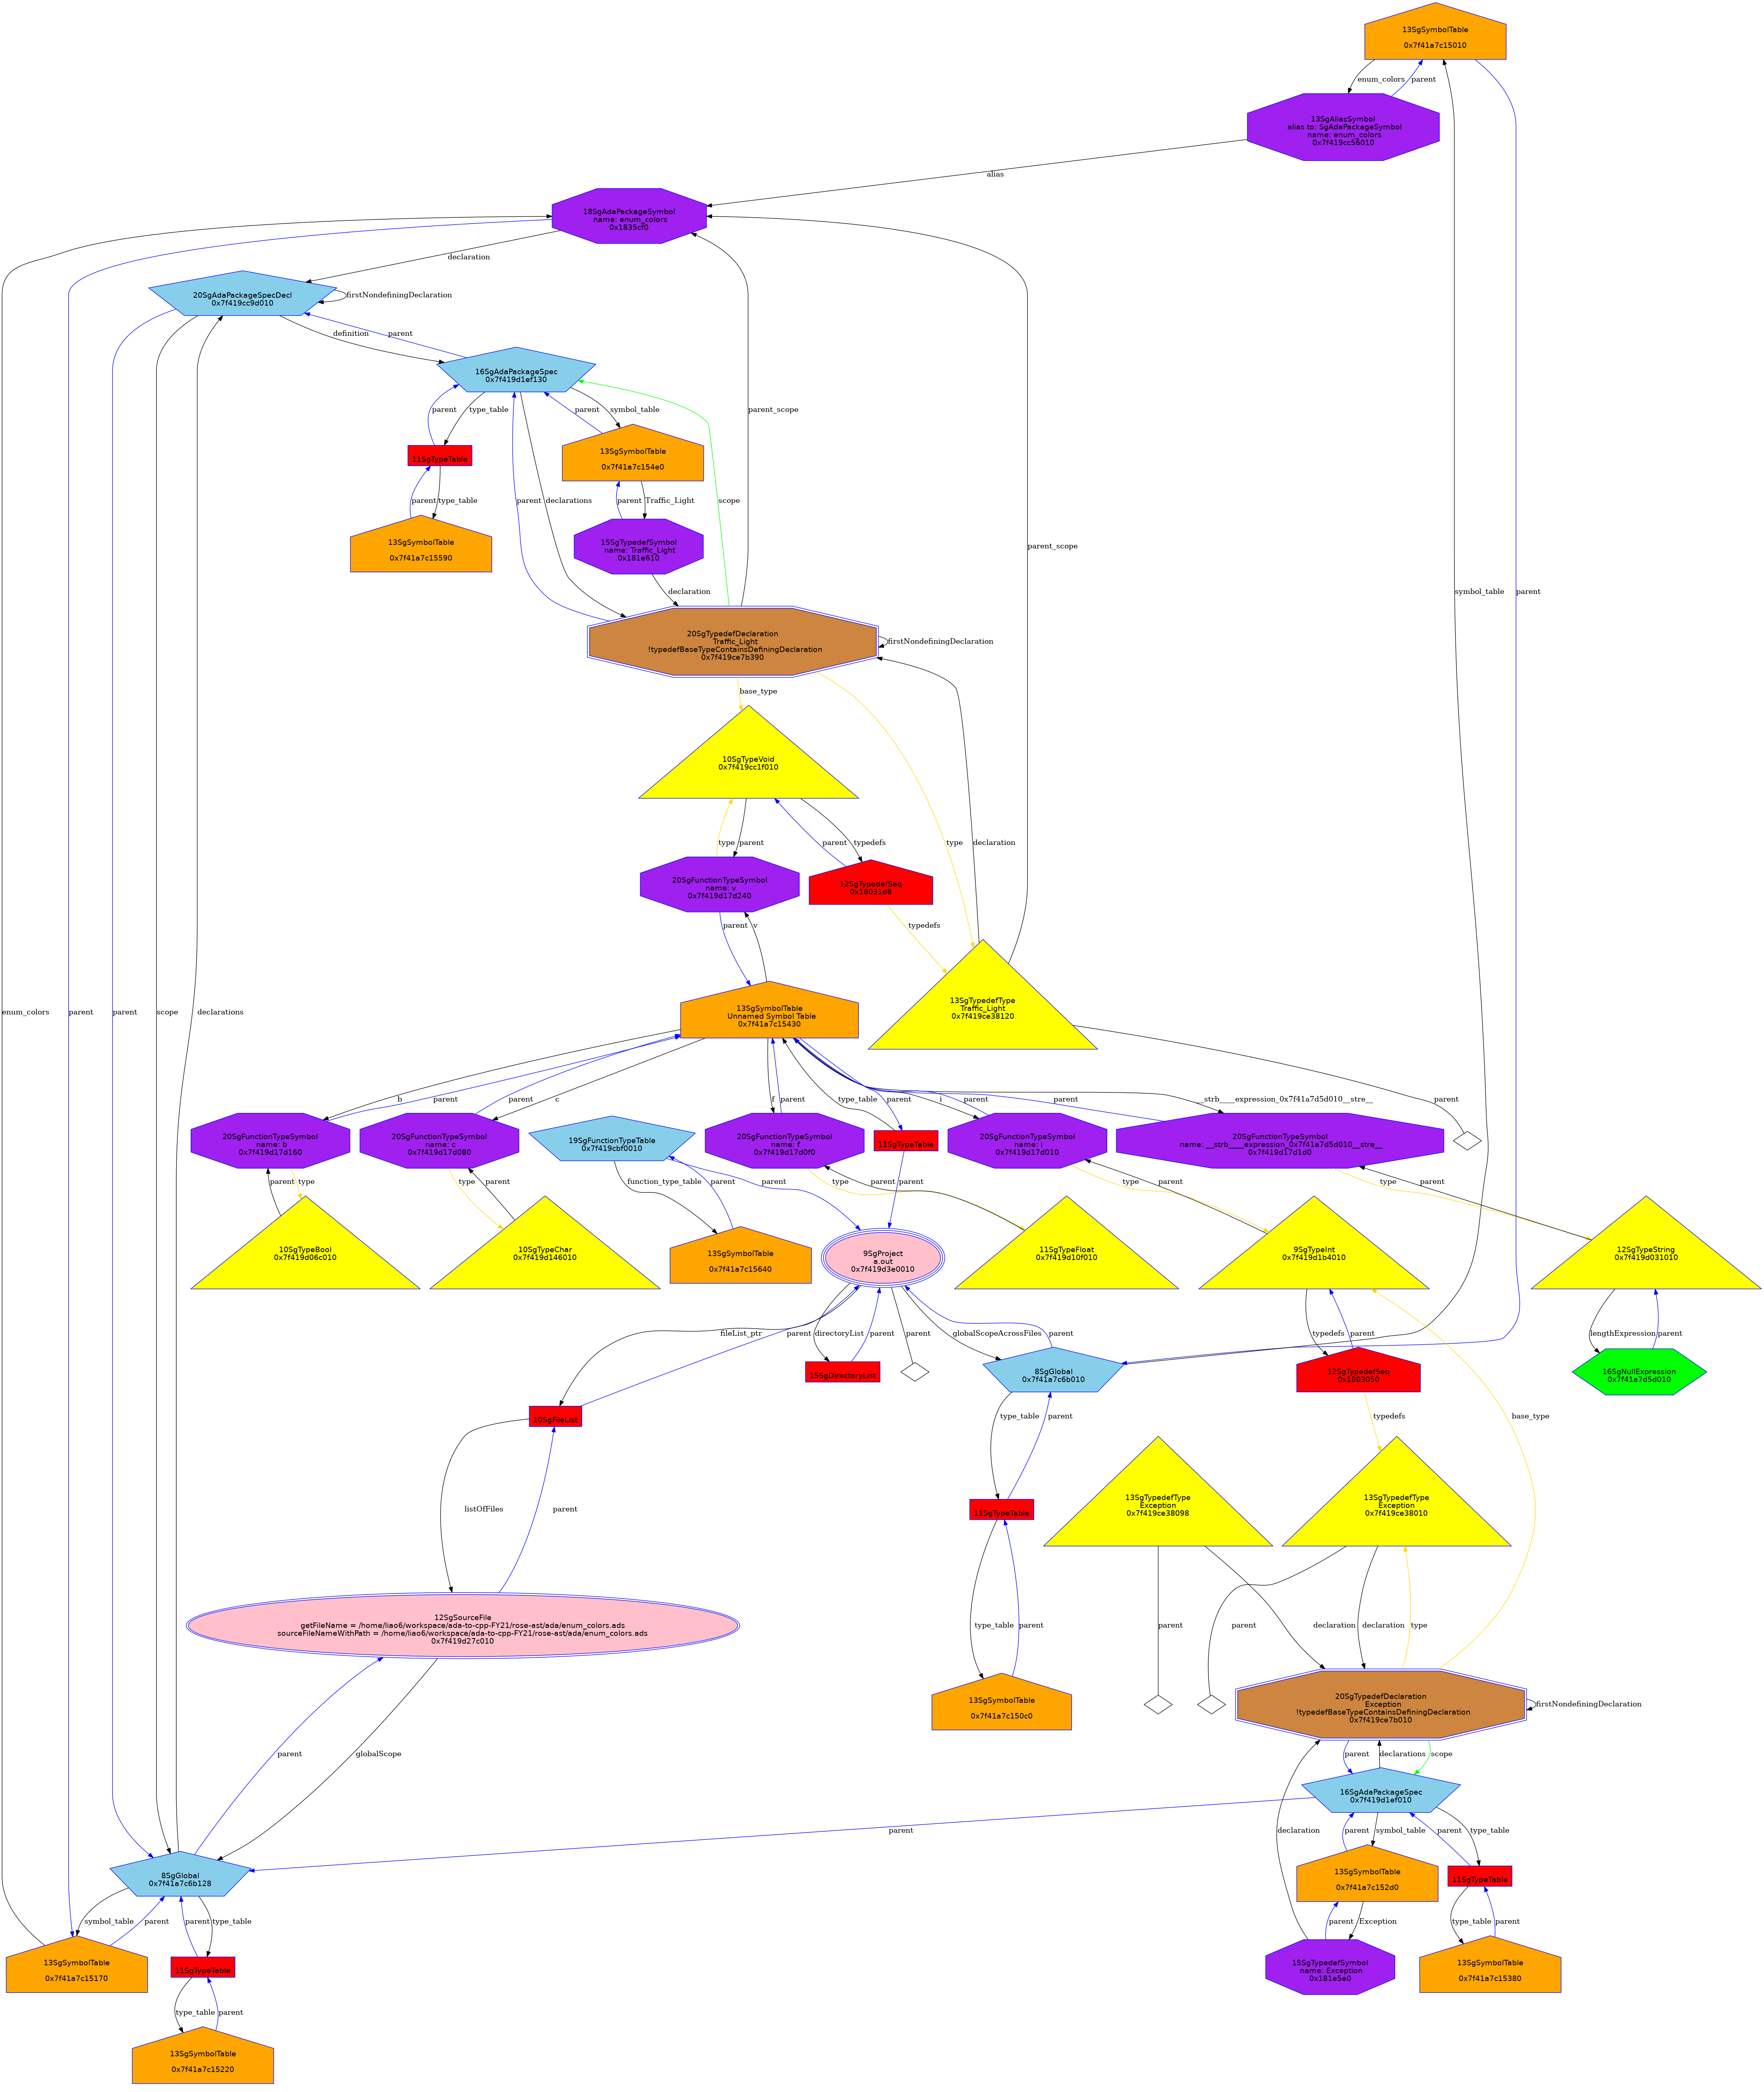 13SgSymbolTable
0x7f41a7c15010
enum_colors
parent
13SgAliasSymbol
alias to: SgAdaPackageSymbol
name: enum_colors
0x7f419cc56010
alias
18SgAdaPackageSymbol
name: enum_colors
0x1835cf0
declaration
20SgAdaPackageSpecDecl
0x7f419cc9d010
firstNondefiningDeclaration
definition
parent
16SgAdaPackageSpec
0x7f419d1ef130
parent
type_table
parent
symbol_table
parent_scope
11SgTypeTable
13SgSymbolTable
0x7f41a7c154e0
parent
type_table
parent
declarations
parent
Traffic_Light
scope
13SgSymbolTable
0x7f41a7c15590
15SgTypedefSymbol
name: Traffic_Light
0x181e610
parent_scope
declaration
symbol_table
parent
20SgTypedefDeclaration
Traffic_Light
!typedefBaseTypeContainsDefiningDeclaration
0x7f419ce7b390
firstNondefiningDeclaration
base_type
10SgTypeVoid
0x7f419cc1f010
type
parent
parent
typedefs
type
declaration
20SgFunctionTypeSymbol
name: v
0x7f419d17d240
12SgTypedefSeq
0x18031d8
parent
v
typedefs
enum_colors
parent
parent
scope
declarations
13SgSymbolTable
Unnamed Symbol Table
0x7f41a7c15430
13SgTypedefType
Traffic_Light
0x7f419ce38120
b
parent
parent
c
f
parent
type_table
parent
i
parent
parent
__strb____expression_0x7f41a7d5d010__stre__
parent
20SgFunctionTypeSymbol
name: b
0x7f419d17d160
20SgFunctionTypeSymbol
name: c
0x7f419d17d080
19SgFunctionTypeTable
0x7f419cbf0010
20SgFunctionTypeSymbol
name: f
0x7f419d17d0f0
11SgTypeTable
20SgFunctionTypeSymbol
name: i
0x7f419d17d010
20SgFunctionTypeSymbol
name: __strb____expression_0x7f41a7d5d010__stre__
0x7f419d17d1d0
parent
type
type
parent
function_type_table
parent
parent
type
parent
parent
type
parent
type
parent
10SgTypeBool
0x7f419d06c010
10SgTypeChar
0x7f419d146010
13SgSymbolTable
0x7f41a7c15640
9SgProject
a.out
0x7f419d3e0010
11SgTypeFloat
0x7f419d10f010
9SgTypeInt
0x7f419d1b4010
12SgTypeString
0x7f419d031010
fileList_ptr
parent
directoryList
parent
parent
globalScopeAcrossFiles
parent
typedefs
parent
lengthExpression
parent
15SgDirectoryList
8SgGlobal
0x7f41a7c6b010
12SgTypedefSeq
0x1803050
16SgNullExpression
0x7f41a7d5d010
10SgFileList
type_table
parent
typedefs
base_type
listOfFiles
parent
11SgTypeTable
13SgTypedefType
Exception
0x7f419ce38098
13SgTypedefType
Exception
0x7f419ce38010
12SgSourceFile
getFileName = /home/liao6/workspace/ada-to-cpp-FY21/rose-ast/ada/enum_colors.ads
sourceFileNameWithPath = /home/liao6/workspace/ada-to-cpp-FY21/rose-ast/ada/enum_colors.ads
0x7f419d27c010
type_table
parent
parent
declaration
parent
declaration
type
13SgSymbolTable
0x7f41a7c150c0
20SgTypedefDeclaration
Exception
!typedefBaseTypeContainsDefiningDeclaration
0x7f419ce7b010
firstNondefiningDeclaration
parent
globalScope
parent
declarations
scope
16SgAdaPackageSpec
0x7f419d1ef010
parent
declaration
parent
symbol_table
parent
type_table
8SgGlobal
0x7f41a7c6b128
13SgSymbolTable
0x7f41a7c152d0
11SgTypeTable
symbol_table
parent
parent
type_table
parent
Exception
type_table
parent
13SgSymbolTable
0x7f41a7c15170
11SgTypeTable
15SgTypedefSymbol
name: Exception
0x181e5e0
13SgSymbolTable
0x7f41a7c15380
type_table
parent
13SgSymbolTable
0x7f41a7c15220